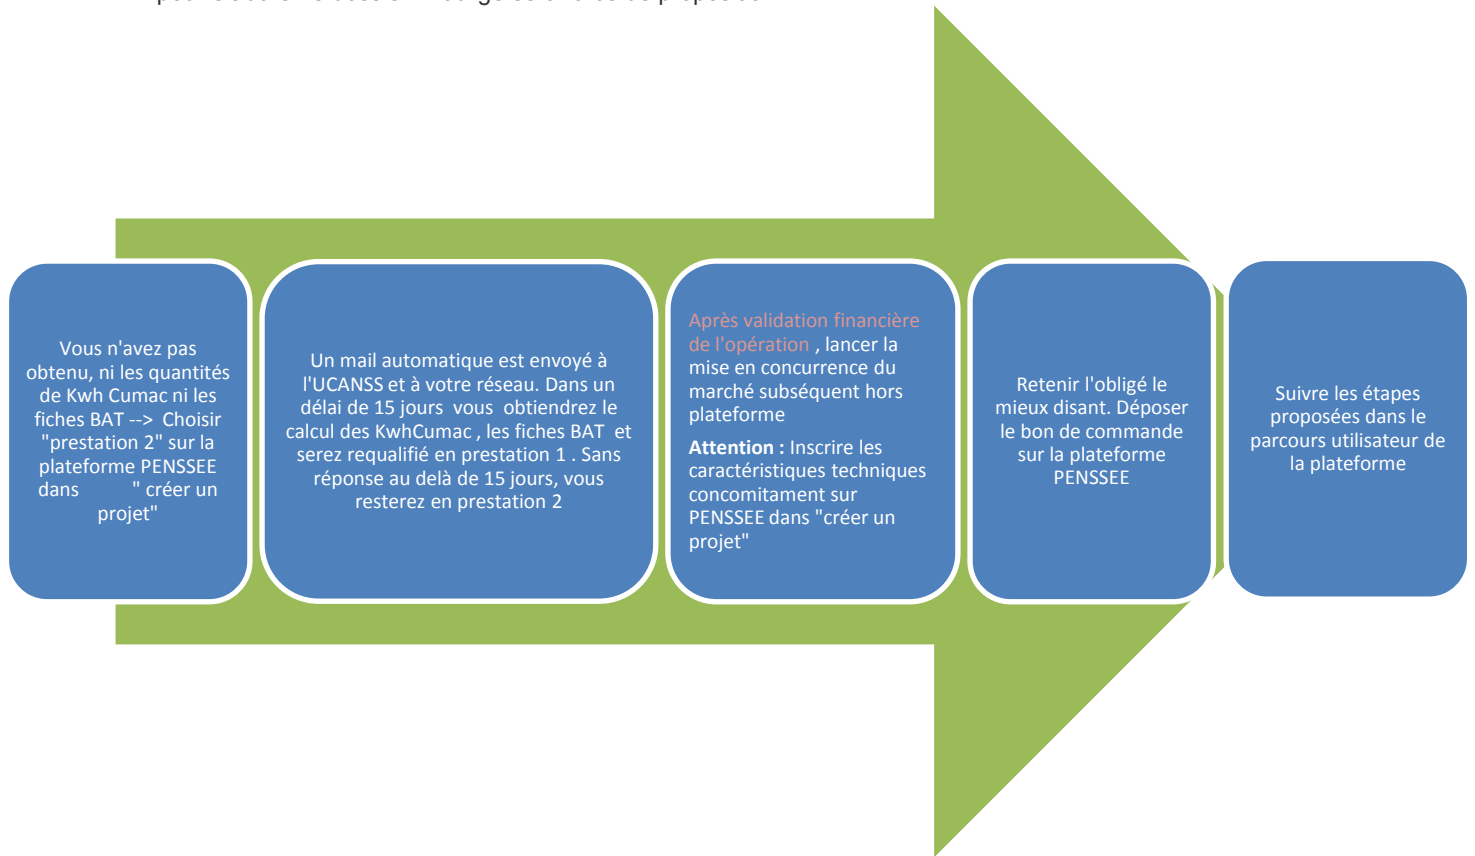 Vous n'avez pas
obtenu, ni les quantités
de Kwh Cumac ni les
fiches BAT --> Choisir
"prestation 2" sur la
plateforme PENSSEE
dans " créer un
projet"
Un mail automatique est envoyé à
l'UCANSS et à votre réseau. Dans un
délai de 15 jours vous obtiendrez le
calcul des KwhCumac , les fiches BAT et
serez requalifié en prestation 1 . Sans
réponse au delà de 15 jours, vous
resterez en prestation 2
Après validation financière
de l'opération , lancer la
mise en concurrence du
marché subséquent hors
plateforme
Attention : Inscrire les
caractéristiques techniques
concomitament sur
PENSSEE dans "créer un
projet"
Retenir l'obligé le
mieux disant. Déposer
le bon de commande
sur la plateforme
PENSSEE
Suivre les étapes
proposées dans le
parcours utilisateur de
la plateforme